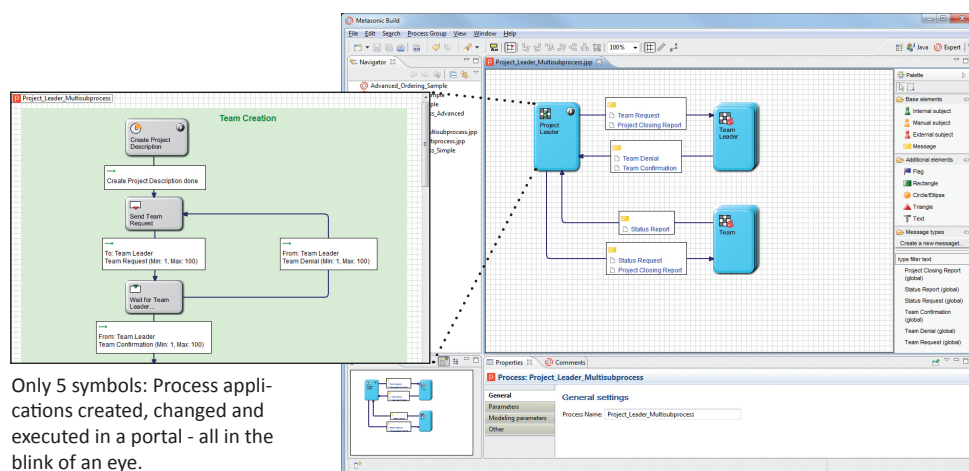 Metasonic Build
File Edit Search Process Group View Window Help
100%
Java Expert
Navigator
Project_Leader_Multisubprocess.jpp
Advanced_Ordering_Sample
Project_Leader_Multisubprocess
Team Creation
Create Project
Description
Create Project Description done
Send Team
Request
To: Team Leader
Team Request (Min: 1, Max: 100)
From: Team Leader
Team Denial (Min: 1, Max: 100)
Wait for Team
Leader...
From: Team Leader
Team Confirmation (Min: 1, Max: 100)
Project
Leader
Team Request
Project Closing Report
Team
Leader
Team Denial
Team Confirmation
Status Report
Team
Status Request
Project Closing Report
Palette
Base elements
Internal subject
Manual subject
External subject
Message
Additional elements
Flag
Rectangle
Circle/Ellipse
Triangle
Text
Message types
Create a new messaget...
type filter text
Project Closing Report
(global)
Status Report (global)
Status Request (global)
Team Confirmation
(global)
Team Denial (global)
Team Request (global)
Properties Comments
Process: Project_Leader_Multisubprocess
General
Parameters
Modeling parameters
Other
General settings
Process Name: Project_Leader_Multisubprocess
Only 5 symbols: Process appli-
cations created, changed and
executed in a portal - all in the
blink of an eye.